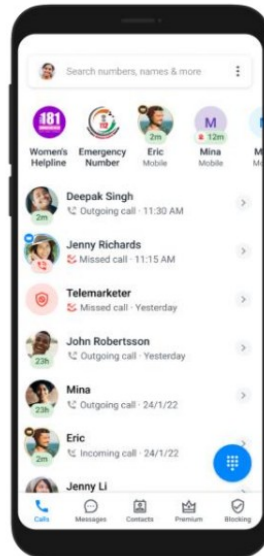 Search numbers, names & more
181
2m
12m
Women's
Helpline
Emergency
Number
Eric
Mobile
Mina
Mobile
M
M
Deepak Singh
2m
Outgoing call · 11:30 AM
Jenny Richards
Missed call · 11:15 AM
Telemarketer
Missed call · Yesterday
John Robertsson
23h
Outgoing call · Yesterday
Mina
23h
Outgoing call · 24/1/22
Eric
2m
Incoming call · 24/1/22
Jenny Li
Calls
Messages
Contacts
Premium
Blocking